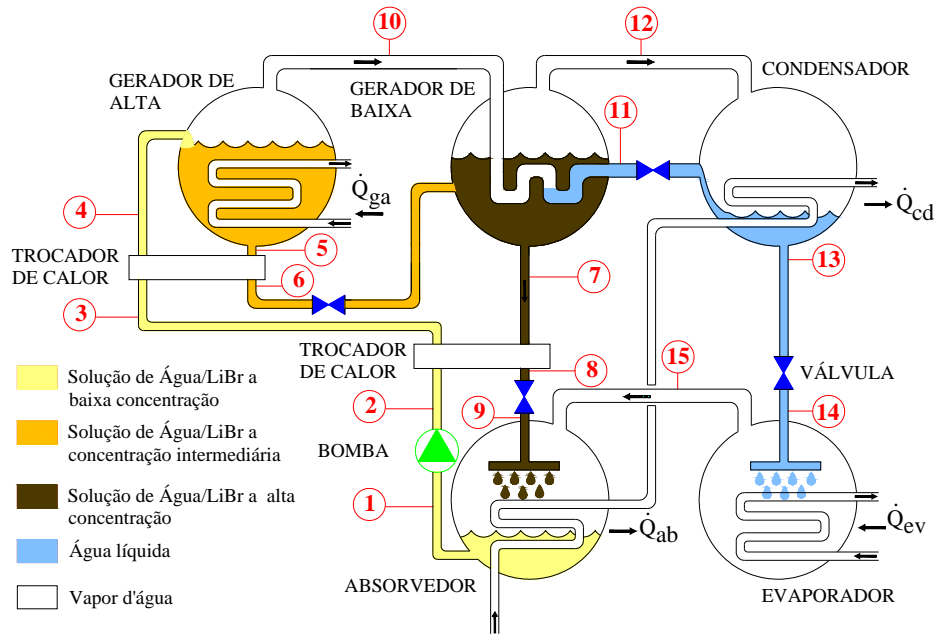 10
12
GERADOR DE
ALTA
GERADOR DE
BAIXA
CONDENSADOR
11
Q̇ga
Q̇cd
4
5
TROCADOR
DE CALOR
6
7
13
3
TROCADOR
DE CALOR
15
8
VÁLVULA
Solução de Água/LiBr a
baixa concentração
2
9
14
Solução de Água/LiBr a
concentração intermediária
BOMBA
Solução de Água/LiBr a alta
concentração
1
Q̇ab
Q̇ev
Água líquida
ABSORVEDOR
EVAPORADOR
Vapor d'água